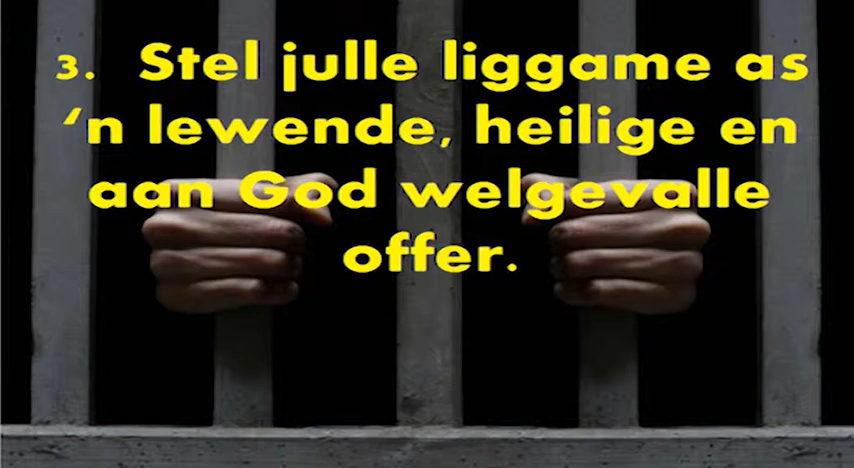 3. Stel julle liggame as
‘n lewende, heilige en
aan God welgevalle
offer.